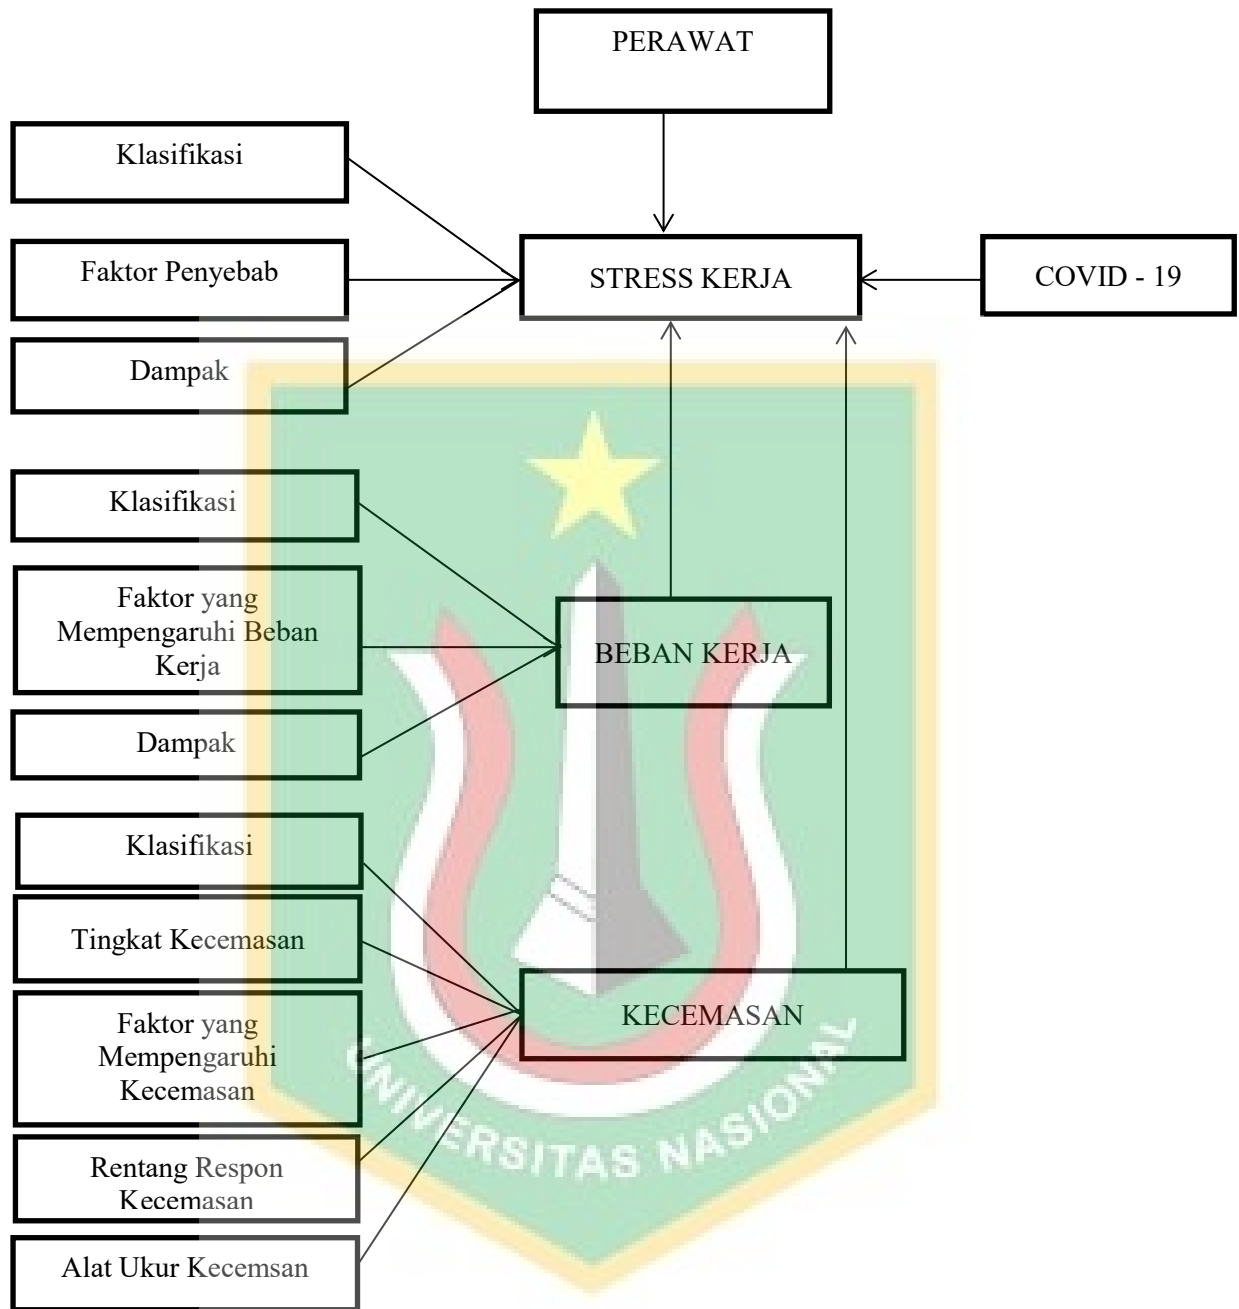 PERAWAT
Klasifikasi
Faktor Penyebab
STRESS KERJA
COVID - 19
Dampak
Klasifikasi
Faktor yang
Mempengaruhi Beban
Kerja
BEBAN KERJA
Dampak
Klasifikasi
Tingkat Kecemasan
Faktor yang
Mempengaruhi
Kecemasan
KECEMASAN
Rentang Respon
Kecemasan
Alat Ukur Kecemsan
UNIVERSITAS NASIONAL